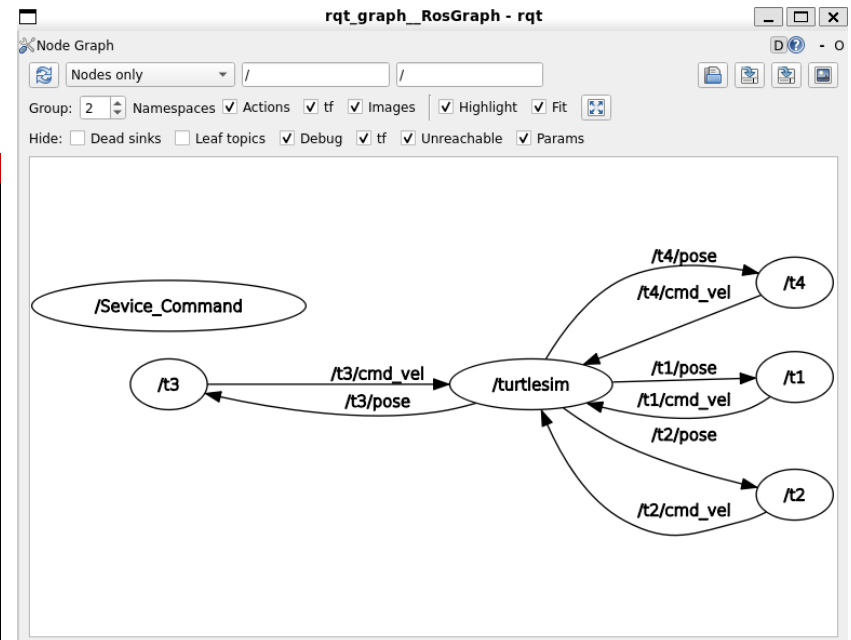 rqt_graph__RosGraph - rqt
Node Graph
D - O
Nodes only / /
Group: 2 Namespaces Actions tf Images Highlight Fit
Hide: Dead sinks Leaf topics Debug tf Unreachable Params
/t4/pose
/t4
/t4/cmd_vel
/Sevice_Command
/t3/cmd_vel
/t1/pose
/t3
/turtlesim
/t1
/t3/pose
/t1/cmd_vel
/t2/pose
/t2
/t2/cmd_vel